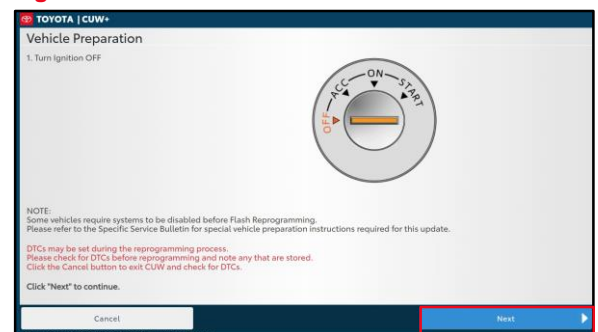 TOYOTA | CUW+
Vehicle Preparation
1. Turn Ignition OFF
OFF
ACC
ON
START
NOTE:
Some vehicles require systems to be disabled before Flash Reprogramming.
Please refer to the Specific Service Bulletin for special vehicle preparation instructions required for this update.
DTCs may be set during the reprogramming process.
Please check for DTCs before reprogramming and note any that are stored.
Click the Cancel button to exit CUW and check for DTCs.
Click "Next" to continue.
Cancel
Next